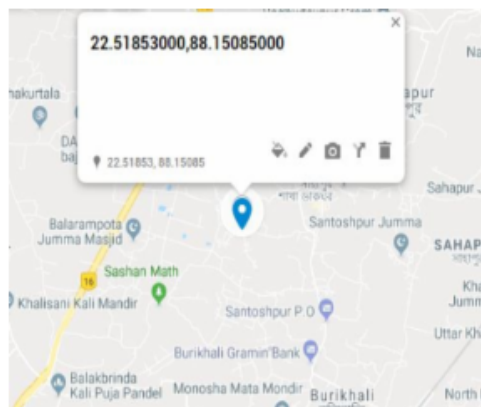 22.51853000,88.15085000
Na
nakurtala
apur
DA
baj
22.51853, 88.15085
Sahapur
Balarampota
Jumma Masjid
Santoshpur Jumma
SAHAP
16
Sashan Math
Khalisani Kali Mandir
Kha
Jumm
Santoshpur P.O
Uttar Kh
Burikhali Gramin'Bank
Balakbrinda
Kali Puja Pandel
Monosha Mata Mondir
Burikhali
North